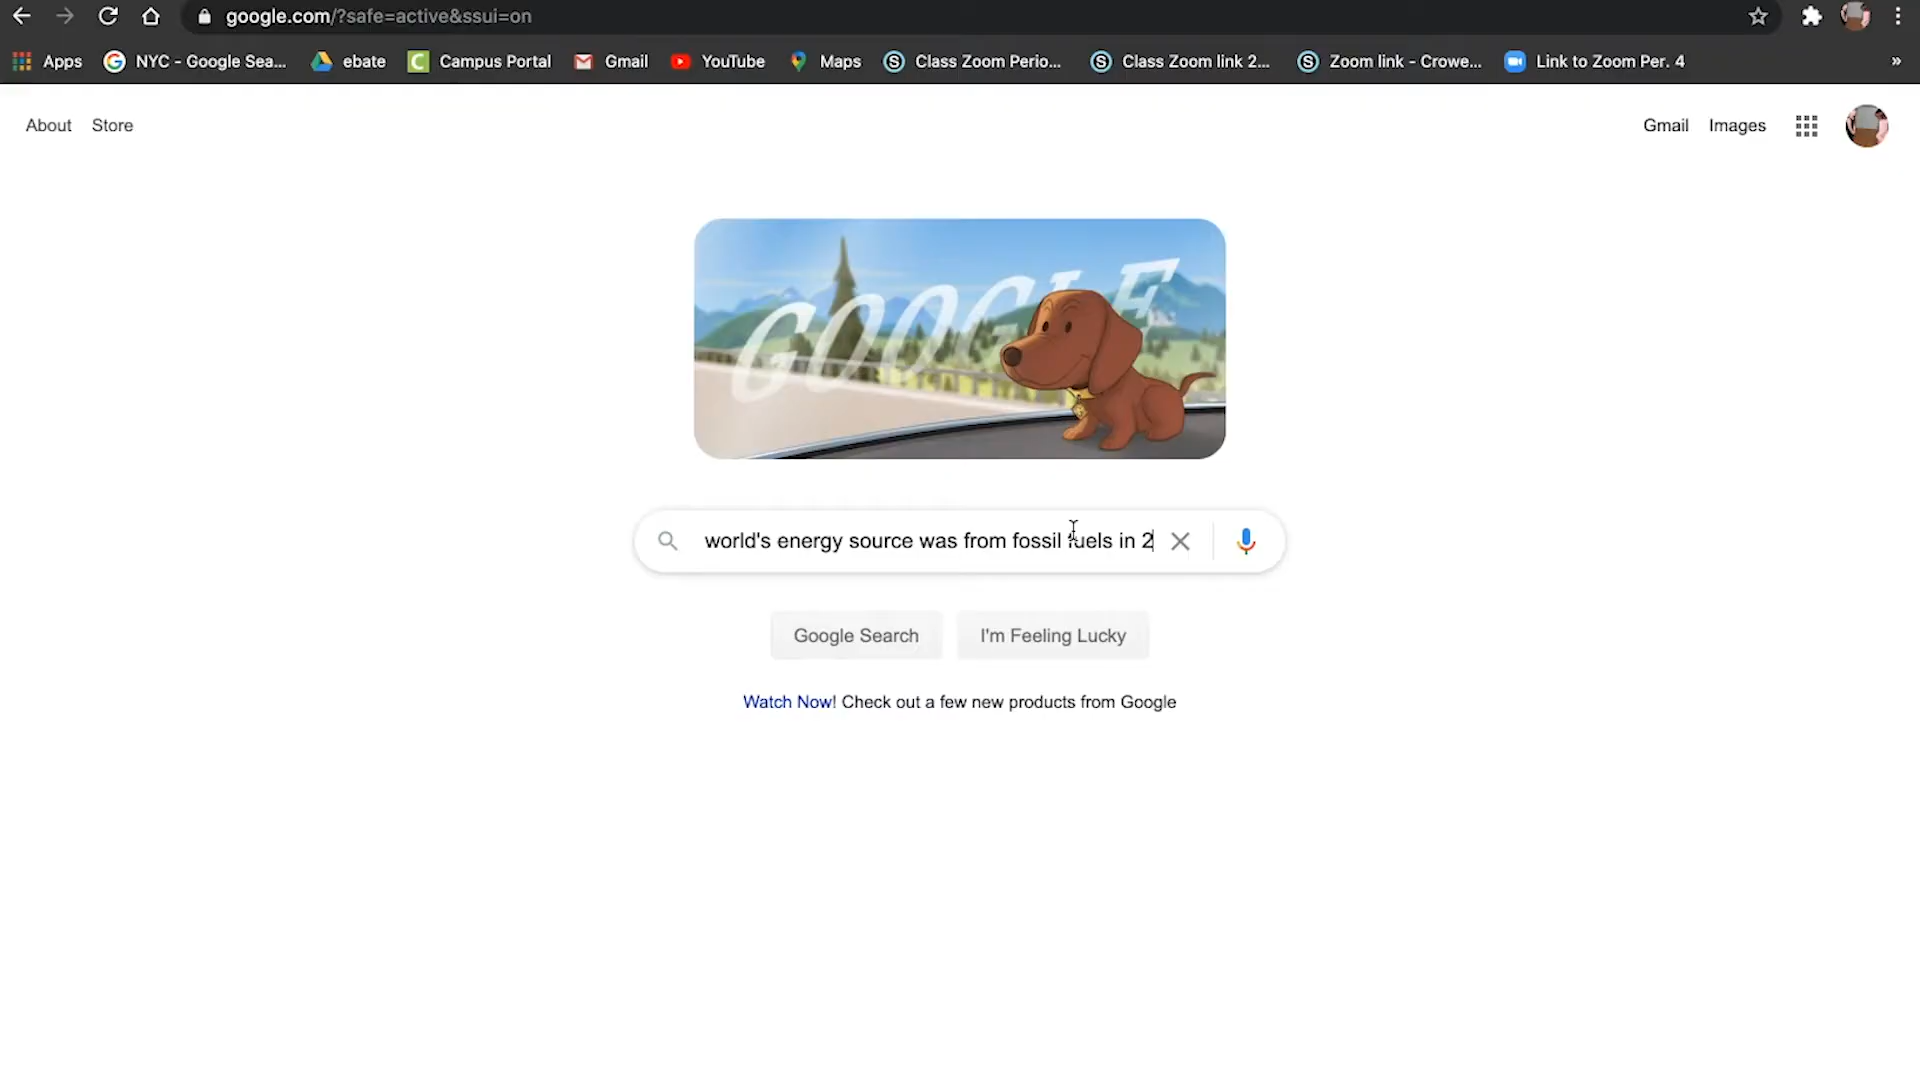 google.com/?safe=active&ssui=on
Apps NYC - Google Sea... ebate Campus Portal Gmail YouTube Maps Class Zoom Perio... Class Zoom link 2... Zoom link - Crowe... Link to Zoom Per. 4 »
About Store Gmail Images
GOOGLE
world's energy source was from fossil fuels in 2
Google Search I'm Feeling Lucky
Watch Now! Check out a few new products from Google